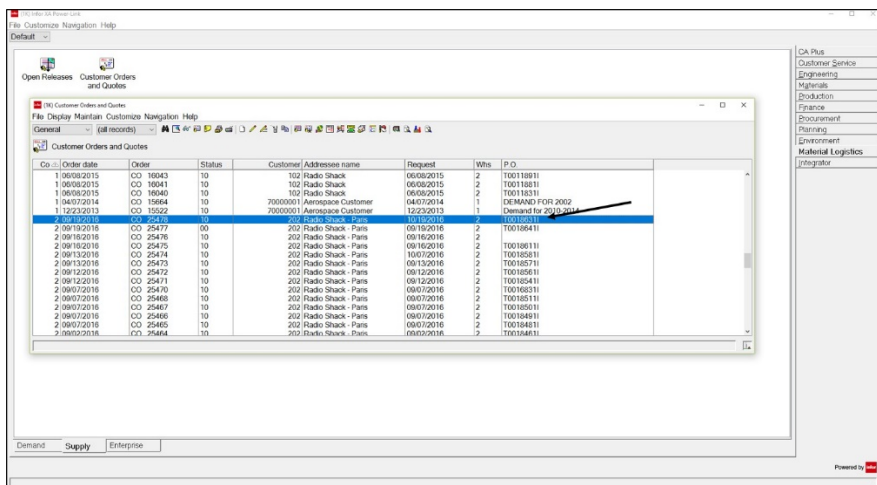 (1K) Infor XA Power-Link
File Customize Navigation Help
Default
Open Releases
Customer Orders
and Quotes
(1K) Customer Orders and Quotes
File Display Maintain Customize Navigation Help
General (all records)
Customer Orders and Quotes
Co Order date Order Status Customer Addressee name Request Whs P.O.
1 06/08/2015 CO 16043 10 102 Radio Shack 06/08/2015 2 T0011891I
1 06/08/2015 CO 16041 10 102 Radio Shack 06/08/2015 2 T0011881I
1 06/08/2015 CO 16040 10 102 Radio Shack 06/08/2015 2 T0011831I
1 04/07/2014 CO 15664 10 70000001 Aerospace Customer 04/07/2014 1 DEMAND FOR 2002
1 12/23/2013 CO 15522 10 70000001 Aerospace Customer 12/23/2013 1 Demand for 2010-2014
2 09/19/2016 CO 25478 10 202 Radio Shack - Paris 10/19/2016 2 T0018631I
2 09/19/2016 CO 25477 00 202 Radio Shack - Paris 09/19/2016 2 T0018641I
2 09/16/2016 CO 25476 10 202 Radio Shack - Paris 09/16/2016 2
2 09/16/2016 CO 25475 10 202 Radio Shack - Paris 09/16/2016 2 T0018611I
2 09/13/2016 CO 25474 10 202 Radio Shack - Paris 10/07/2016 2 T0018581I
2 09/13/2016 CO 25473 10 202 Radio Shack - Paris 09/13/2016 2 T0018571I
2 09/12/2016 CO 25472 10 202 Radio Shack - Paris 09/12/2016 2 T0018561I
2 09/12/2016 CO 25471 10 202 Radio Shack - Paris 09/12/2016 2 T0018541I
2 09/07/2016 CO 25470 10 202 Radio Shack - Paris 09/07/2016 2 T0016831I
2 09/07/2016 CO 25468 10 202 Radio Shack - Paris 09/07/2016 2 T0018511I
2 09/07/2016 CO 25467 10 202 Radio Shack - Paris 09/07/2016 2 T0018501I
2 09/07/2016 CO 25466 10 202 Radio Shack - Paris 09/07/2016 2 T0018491I
2 09/07/2016 CO 25465 10 202 Radio Shack - Paris 09/07/2016 2 T0018481I
2 09/02/2016 CO 25464 10 202 Radio Shack - Paris 09/02/2016 2 T0018461I
CA Plus
Customer Service
Engineering
Materials
Production
Finance
Procurement
Planning
Environment
Material Logistics
Integrator
Demand Supply Enterprise
Powered by infor